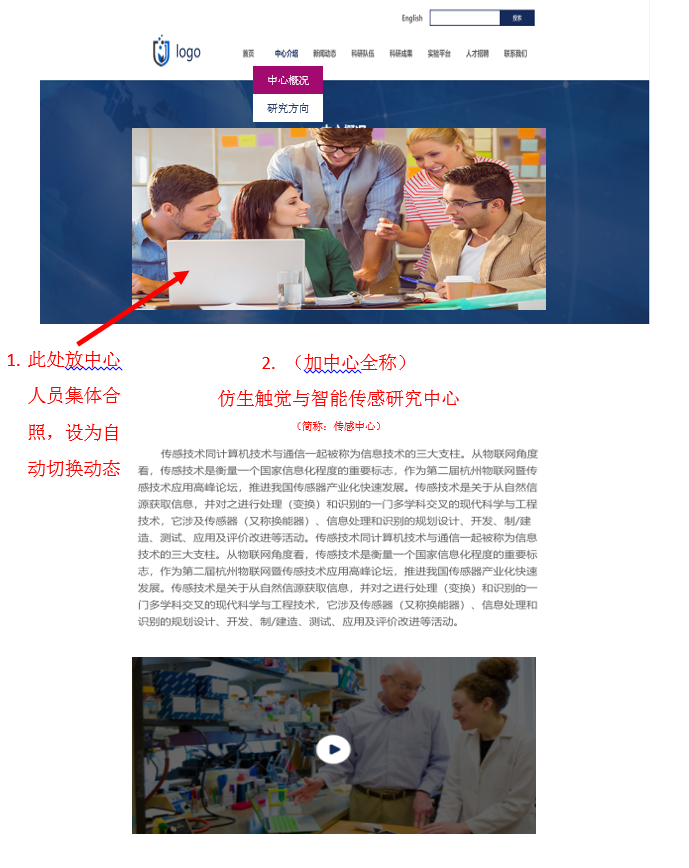 English
搜索
logo
首页 中心介绍 新闻动态 科研队伍 科研成果 实验平台 人才招聘 联系我们
中心概况
研究方向
中心概况
1. 此处放中心
人员集体合
照，设为自
动切换动态
2. （加中心全称）
仿生触觉与智能传感研究中心
（简称：传感中心）
传感技术同计算机技术与通信一起被称为信息技术的三大支柱。从物联网角度
看，传感技术是衡量一个国家信息化程度的重要标志，作为第二届杭州物联网暨传
感技术应用高峰论坛，推进我国传感器产业化快速发展。传感技术是关于从自然信
源获取信息，并对之进行处理（变换）和识别的一门多学科交叉的现代科学与工程
技术，它涉及传感器（又称换能器）、信息处理和识别的规划设计、开发、制/建
造、测试、应用及评价改进等活动。传感技术同计算机技术与通信一起被称为信息
技术的三大支柱。从物联网角度看，传感技术是衡量一个国家信息化程度的重要标
志，作为第二届杭州物联网暨传感技术应用高峰论坛，推进我国传感器产业化快速
发展。传感技术是关于从自然信源获取信息，并对之进行处理（变换）和识别的一
门多学科交叉的现代科学与工程技术，它涉及传感器（又称换能器）、信息处理和
识别的规划设计、开发、制/建造、测试、应用及评价改进等活动。